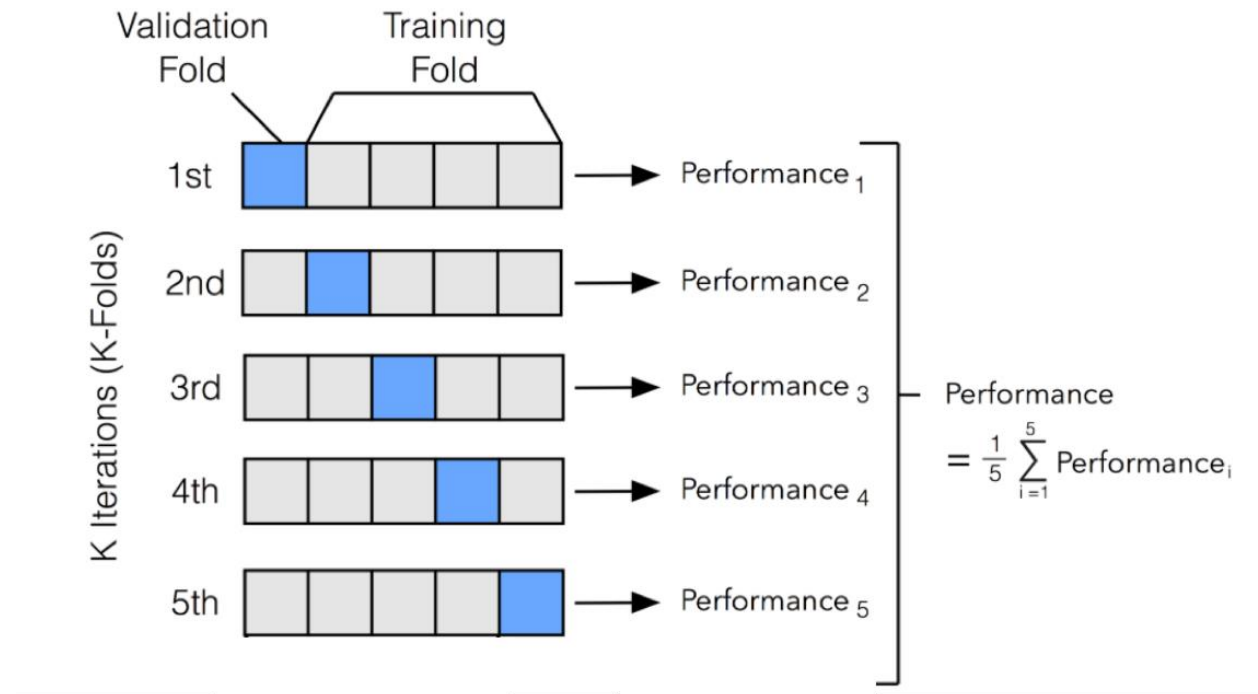 Validation
Fold
Training
Fold
K Iterations (K-Folds)
1st
Performance 1
2nd
Performance 2
3rd
Performance 3
4th
Performance 4
5th
Performance 5
Performance
= 1/5 5∑i=1 Performancei